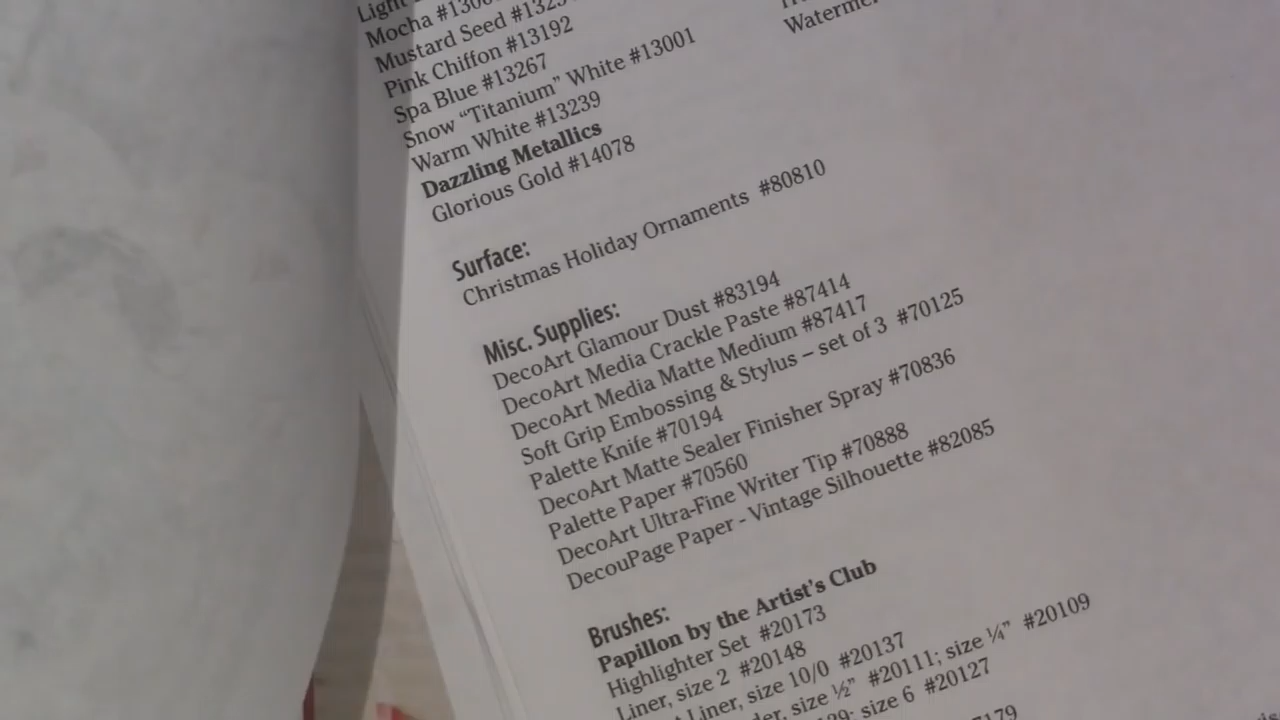 Light
Mocha
Mustard Seed
Pink Chiffon #13192
Spa Blue #13267
Snow “Titanium” White #13001
Warm White #13239
Dazzling Metallics
Glorious Gold #14078
Surface:
Christmas Holiday Ornaments #80810
Misc. Supplies:
DecoArt Glamour Dust #83194
DecoArt Media Crackle Paste #87414
DecoArt Media Matte Medium #87417
Soft Grip Embossing & Stylus – set of 3 #70125
Palette Knife #70194
DecoArt Matte Sealer Finisher Spray #70836
Palette Paper #70560
DecoArt Ultra-Fine Writer Tip #70888
DecouPage Paper - Vintage Silhouette #82085
Brushes:
Papillon by the Artist's Club
Highlighter Set #20173
Liner, size 2 #20148
Liner, size 10/0 #20137
size ½” #20111; size ¼” #20109
size 6 #20127